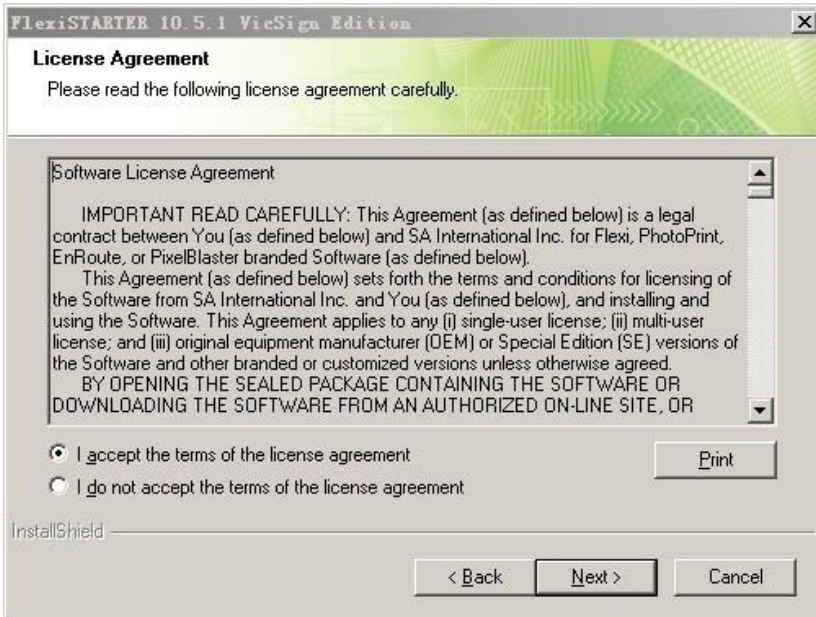 FlexiSTARTER 10.5.1 VicSign Edition
License Agreement
Please read the following license agreement carefully.
Software License Agreement
IMPORTANT READ CAREFULLY: This Agreement (as defined below) is a legal
contract between You (as defined below) and SA International Inc. for Flexi, PhotoPrint,
EnRoute, or PixelBlaster branded Software (as defined below).
This Agreement (as defined below) sets forth the terms and conditions for licensing of
the Software from SA International Inc. and You (as defined below), and installing and
using the Software. This Agreement applies to any (i) single-user license; (ii) multi-user
license; and (iii) original equipment manufacturer (OEM) or Special Edition (SE) versions of
the Software and other branded or customized versions unless otherwise agreed.
BY OPENING THE SEALED PACKAGE CONTAINING THE SOFTWARE OR
DOWNLOADING THE SOFTWARE FROM AN AUTHORIZED ON-LINE SITE, OR
I accept the terms of the license agreement
Print
I do not accept the terms of the license agreement
InstallShield
< Back
Next >
Cancel